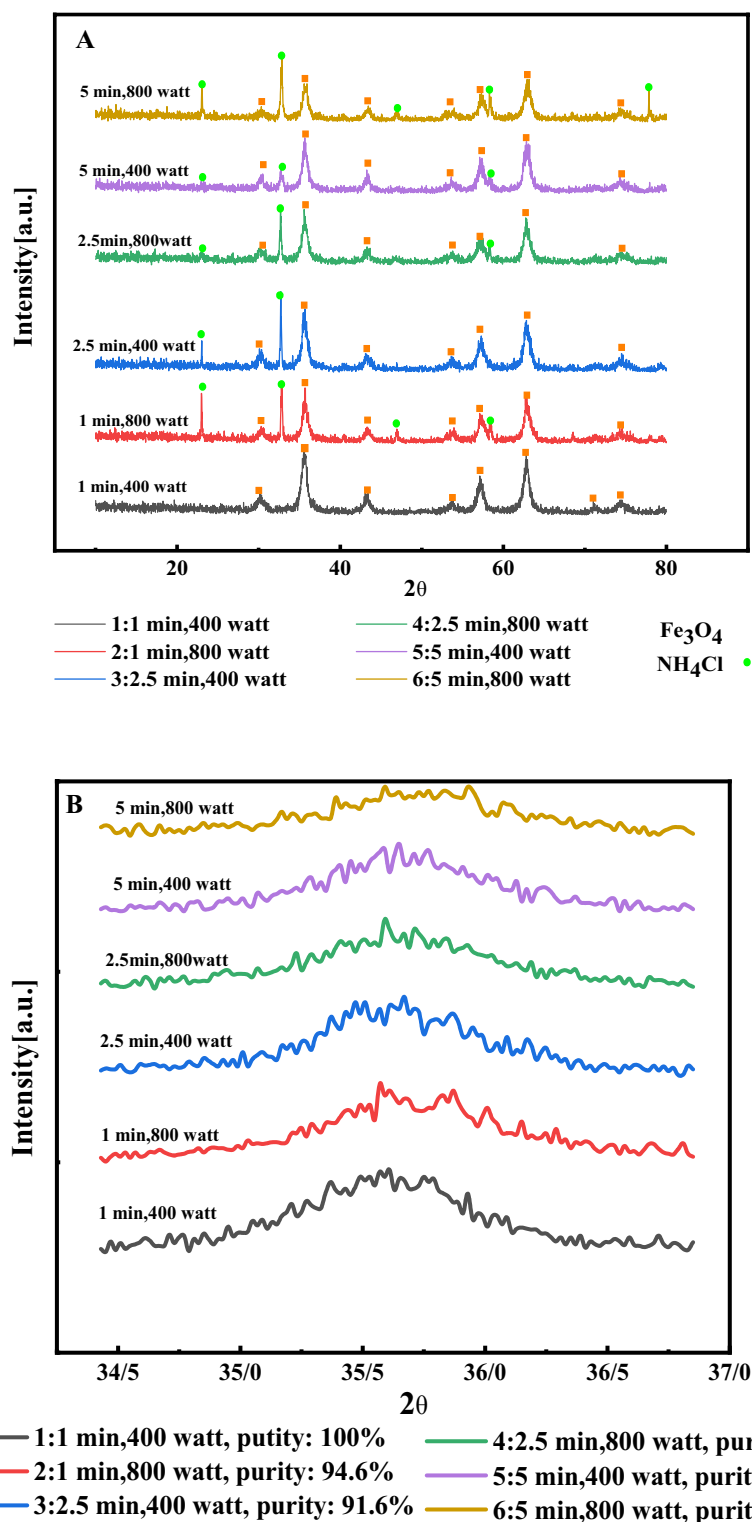 A
5 min,800 watt
5 min,400 watt
2.5min,800watt
2.5 min,400 watt
1 min,800 watt
1 min,400 watt
Intensity[a.u.]
20 40 60 80
2θ
1:1 min,400 watt 4:2.5 min,800 watt Fe3O4
2:1 min,800 watt 5:5 min,400 watt NH4Cl
3:2.5 min,400 watt 6:5 min,800 watt
B
5 min,800 watt
5 min,400 watt
2.5min,800watt
2.5 min,400 watt
1 min,800 watt
1 min,400 watt
Intensity[a.u.]
34/5 35/0 35/5 36/0 36/5 37/0
2θ
1:1 min,400 watt, putity: 100% 4:2.5 min,800 watt, pur
2:1 min,800 watt, purity: 94.6% 5:5 min,400 watt, purit
3:2.5 min,400 watt, purity: 91.6% 6:5 min,800 watt, purit